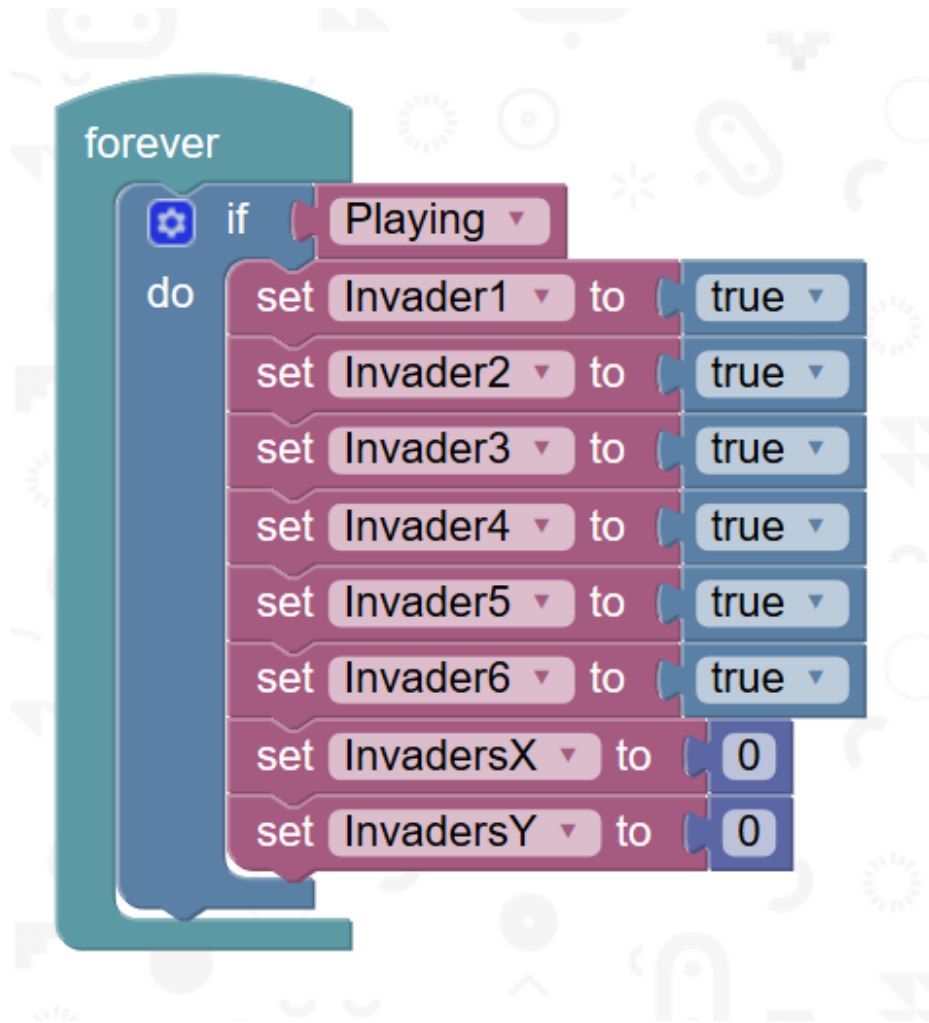 forever
if Playing
do set Invader1 to true
set Invader2 to true
set Invader3 to true
set Invader4 to true
set Invader5 to true
set Invader6 to true
set InvadersX to 0
set InvadersY to 0